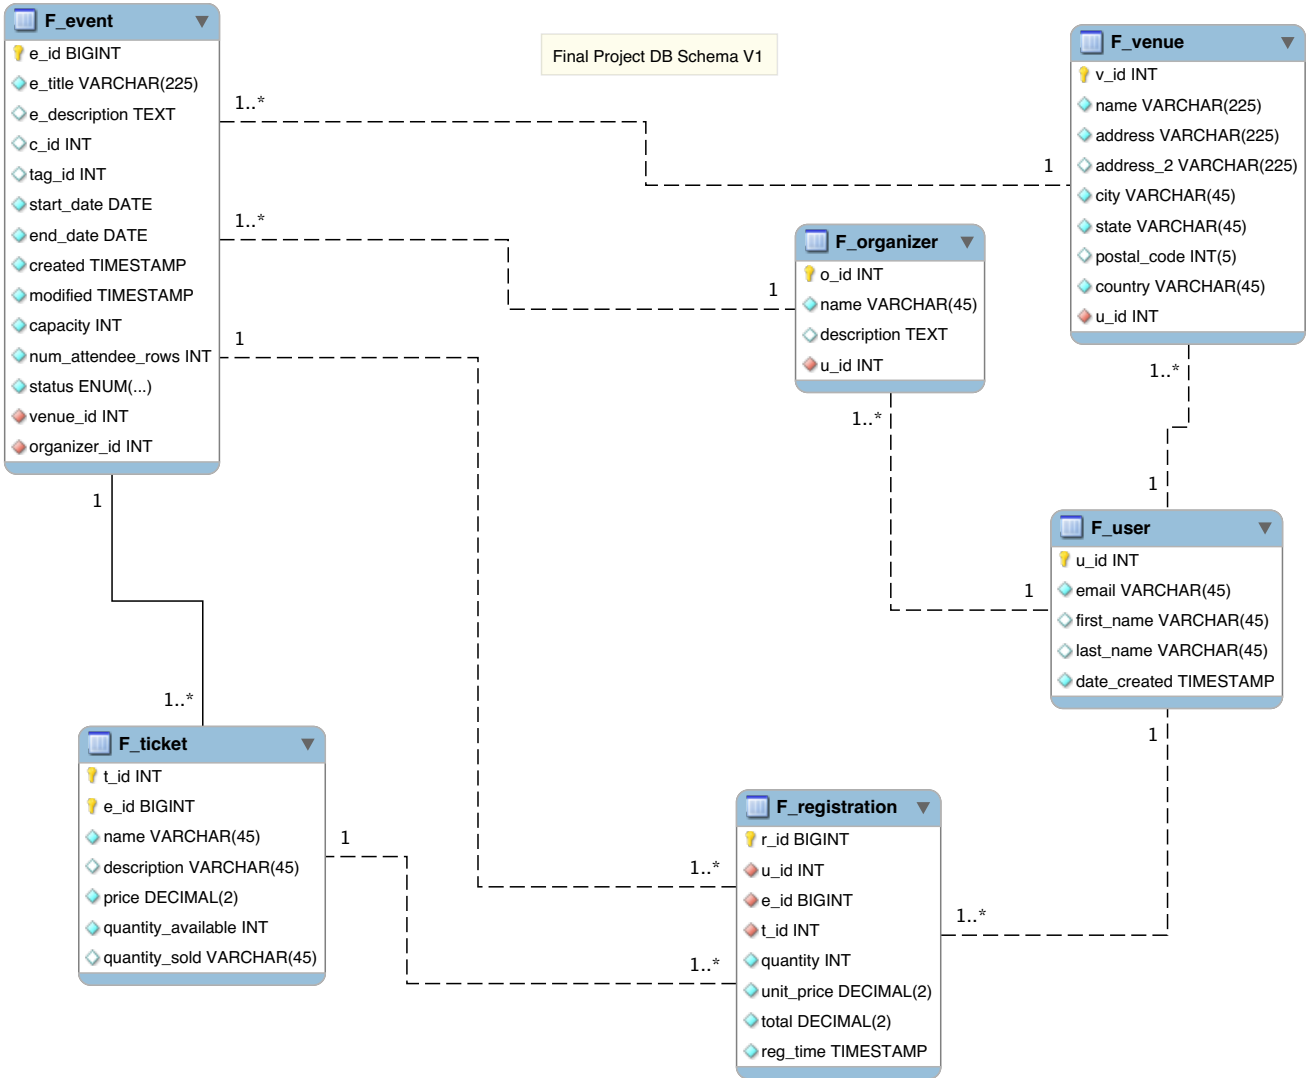 F_event
e_id BIGINT
e_title VARCHAR(225)
e_description TEXT
c_id INT
tag_id INT
start_date DATE
end_date DATE
created TIMESTAMP
modified TIMESTAMP
capacity INT
num_attendee_rows INT
status ENUM(...)
venue_id INT
organizer_id INT
Final Project DB Schema V1
F_venue
v_id INT
name VARCHAR(225)
address VARCHAR(225)
address_2 VARCHAR(225)
city VARCHAR(45)
state VARCHAR(45)
postal_code INT(5)
country VARCHAR(45)
u_id INT
1..*
1
1..*
1
1
F_organizer
o_id INT
name VARCHAR(45)
description TEXT
u_id INT
1..*
1..*
1
1
F_user
u_id INT
email VARCHAR(45)
first_name VARCHAR(45)
last_name VARCHAR(45)
date_created TIMESTAMP
1
1
1..*
F_ticket
t_id INT
e_id BIGINT
name VARCHAR(45)
description VARCHAR(45)
price DECIMAL(2)
quantity_available INT
quantity_sold VARCHAR(45)
1
1..*
1..*
1..*
F_registration
r_id BIGINT
u_id INT
e_id BIGINT
t_id INT
quantity INT
unit_price DECIMAL(2)
total DECIMAL(2)
reg_time TIMESTAMP